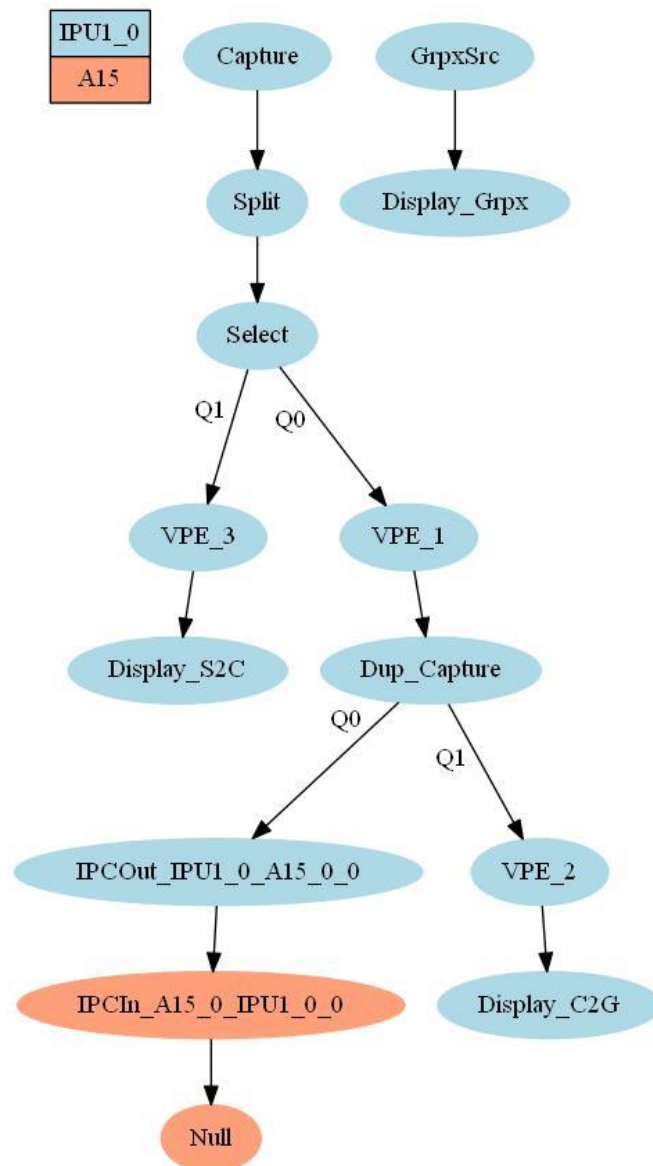 IPU1_0
A15
Capture
GrpxSrc
Split
Display_Grpx
Select
Q1
Q0
VPE_3
VPE_1
Display_S2C
Dup_Capture
Q0
Q1
IPCOut_IPU1_0_A15_0_0
VPE_2
IPCIn_A15_0_IPU1_0_0
Display_C2G
Null